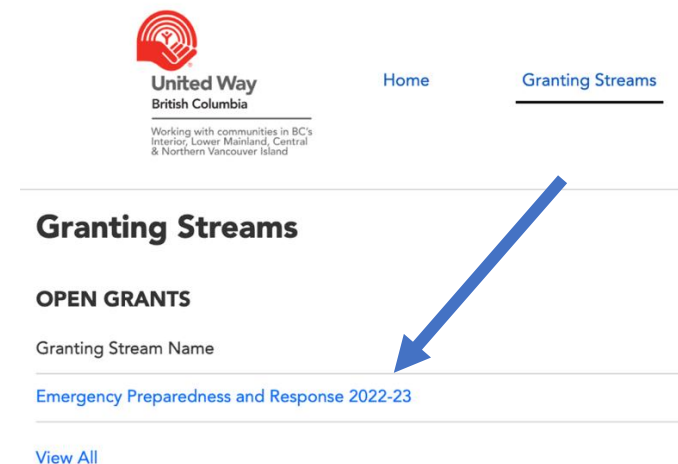 United Way
British Columbia
Working with communities in BC's
Interior, Lower Mainland, Central
& Northern Vancouver Island
Home
Granting Streams
Granting Streams
OPEN GRANTS
Granting Stream Name
Emergency Preparedness and Response 2022-23
View All